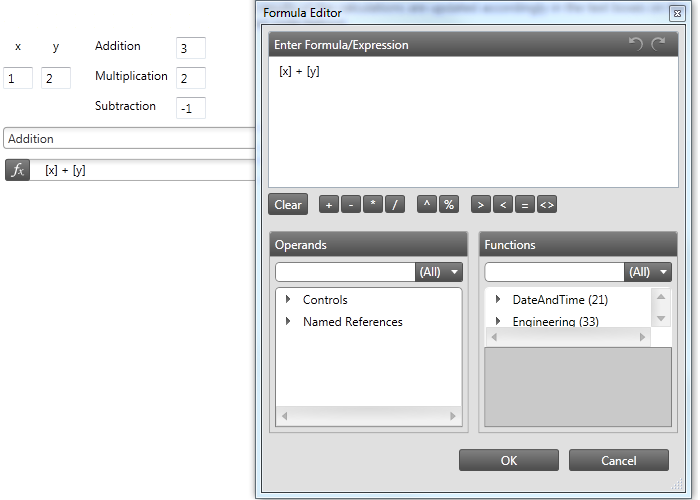 Formula Editor
x y Addition 3
1 2 Multiplication 2
Subtraction -1
Addition
fx [x] + [y]
Enter Formula/Expression
[x] + [y]
Clear + - * / ^ % > < = <>
Operands
(All)
Controls
Named References
Functions
(All)
DateAndTime (21)
Engineering (33)
OK Cancel